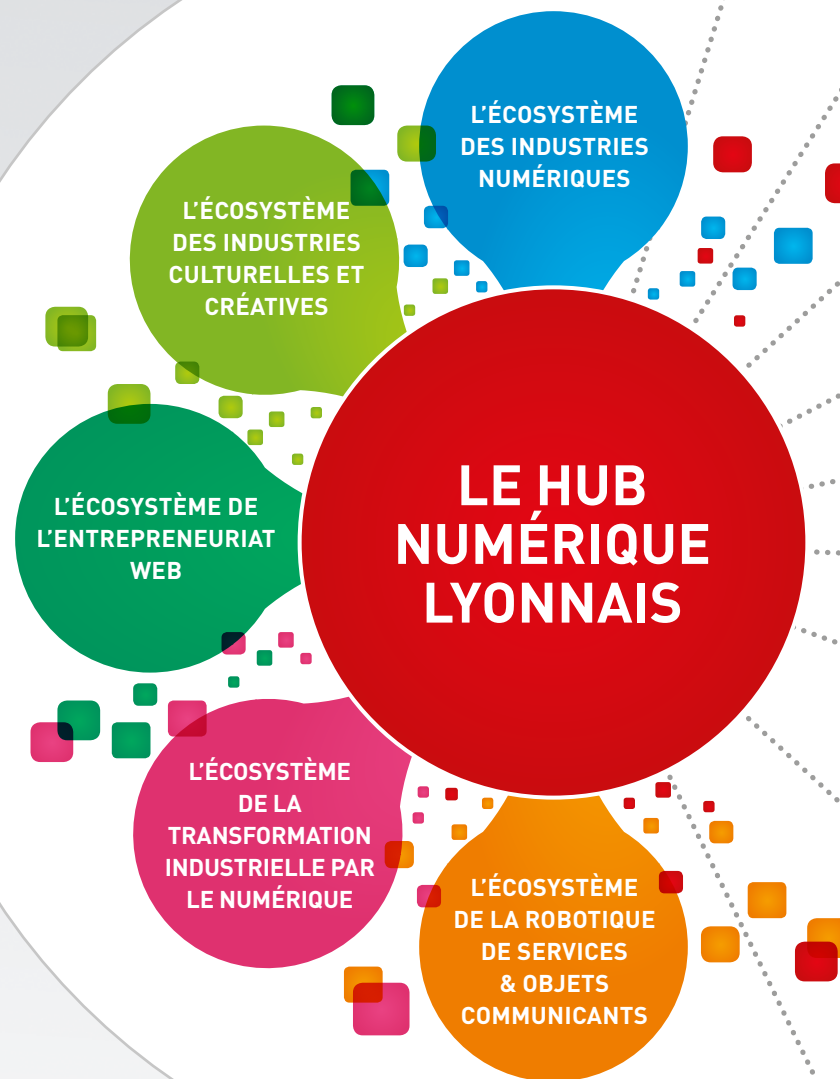 L'ÉCOSYSTÈME
DES INDUSTRIES
NUMÉRIQUES
L'ÉCOSYSTÈME
DES INDUSTRIES
CULTURELLES ET
CRÉATIVES
LE HUB
NUMÉRIQUE
LYONNAIS
L'ÉCOSYSTÈME DE
L'ENTREPRENEURIAT
WEB
L'ÉCOSYSTÈME
DE LA
TRANSFORMATION
INDUSTRIELLE PAR
LE NUMÉRIQUE
L'ÉCOSYSTÈME
DE LA ROBOTIQUE
DE SERVICES
& OBJETS
COMMUNICANTS